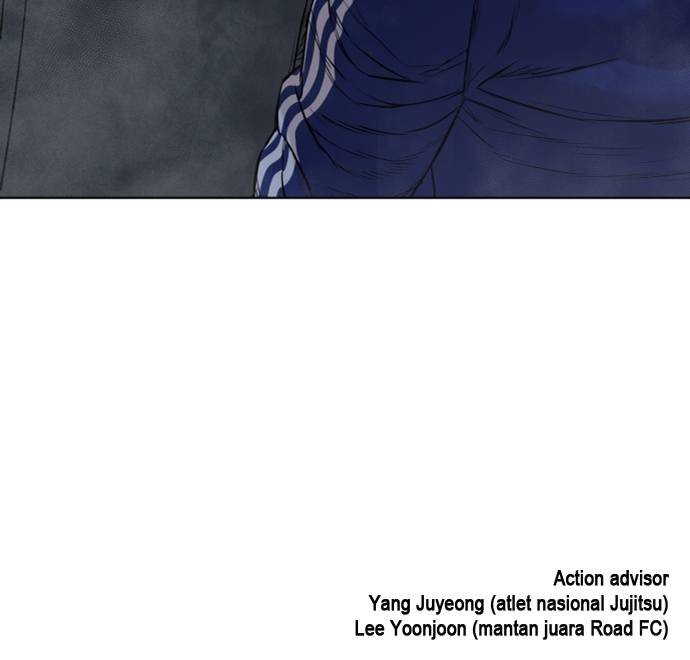 Action advisor
Yang Juyeong (atlet nasional Jujitsu)
Lee Yoonjoon (mantan juara Road FC)